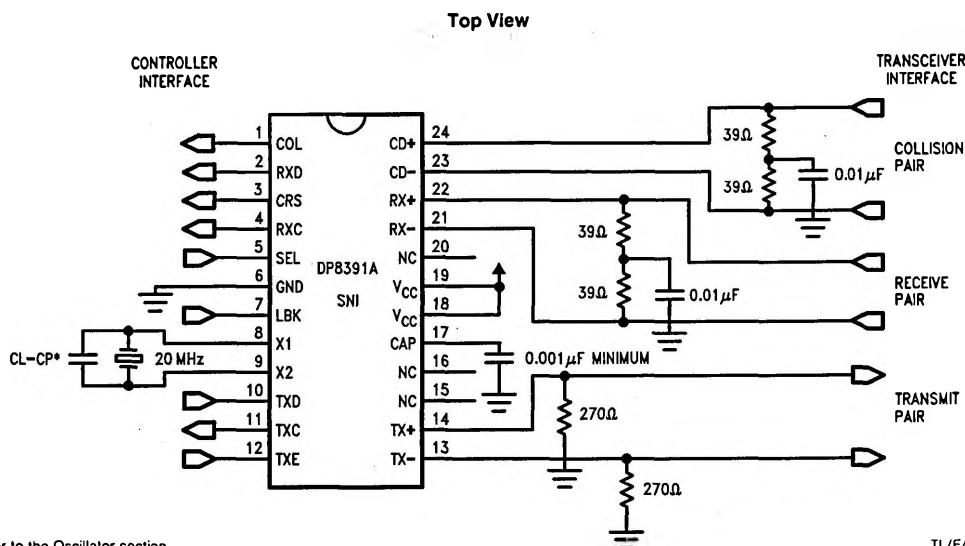 Top View
CONTROLLER
INTERFACE
TRANSCEIVER
INTERFACE
1 COL
2 RXD
3 CRS
4 RXC
5 SEL
6 GND
7 LBK
8 X1
9 X2
10 TXD
11 TXC
12 TXE
CL-CP*
20 MHz
DP8391A
SNI
CD+ 24
CD- 23
RX+ 22
RX- 21
NC 20
VCC 19
VCC 18
CAP 17
NC 16
NC 15
TX+ 14
TX- 13
39Ω
39Ω
0.01μF
COLLISION
PAIR
39Ω
39Ω
0.01μF
RECEIVE
PAIR
0.001μF MINIMUM
270Ω
270Ω
TRANSMIT
PAIR
to the Oscillator section